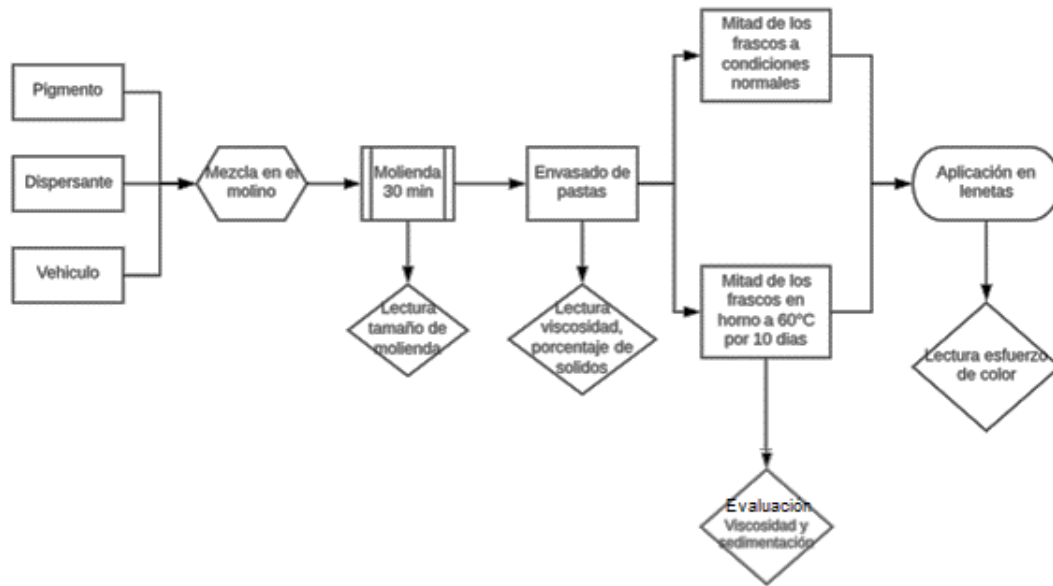 Pigmento
Dispersante
Vehiculo
Mezcla en el
molino
Molienda
30 min
Lectura
tamaño de
molienda
Envasado de
pastas
Lectura
viscosidad,
porcentaje de
solidos
Mitad de los
frascos a
condiciones
normales
Mitad de los
frascos en
horno a 60°C
por 10 dias
Evaluación
Viscosidad y
sedimentación
Aplicación en
lenetas
Lectura esfuerzo
de color